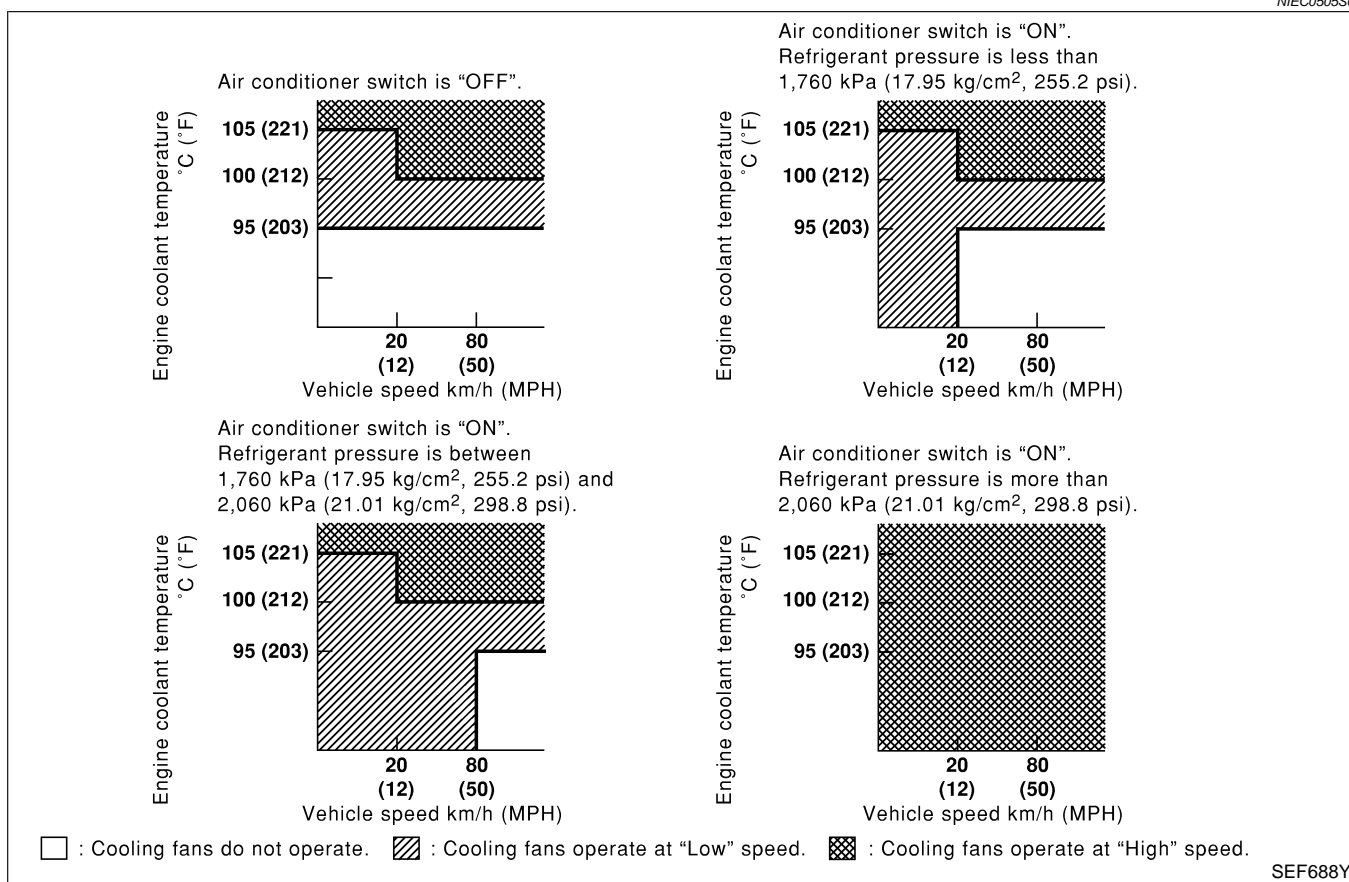 NIEC0505S0
Air conditioner switch is “OFF”.
Engine coolant temperature
˚C (˚F)
105 (221)
100 (212)
95 (203)
20
80
(12)
(50)
Vehicle speed km/h (MPH)
Air conditioner switch is “ON”.
Refrigerant pressure is less than
1,760 kPa (17.95 kg/cm², 255.2 psi).
Engine coolant temperature
˚C (˚F)
105 (221)
100 (212)
95 (203)
20
80
(12)
(50)
Vehicle speed km/h (MPH)
Air conditioner switch is “ON”.
Refrigerant pressure is between
1,760 kPa (17.95 kg/cm², 255.2 psi) and
2,060 kPa (21.01 kg/cm², 298.8 psi).
Engine coolant temperature
˚C (˚F)
105 (221)
100 (212)
95 (203)
20
80
(12)
(50)
Vehicle speed km/h (MPH)
Air conditioner switch is “ON”.
Refrigerant pressure is more than
2,060 kPa (21.01 kg/cm², 298.8 psi).
Engine coolant temperature
˚C (˚F)
105 (221)
100 (212)
95 (203)
20
80
(12)
(50)
Vehicle speed km/h (MPH)
: Cooling fans do not operate.
: Cooling fans operate at “Low” speed.
: Cooling fans operate at “High” speed.
SEF688Y